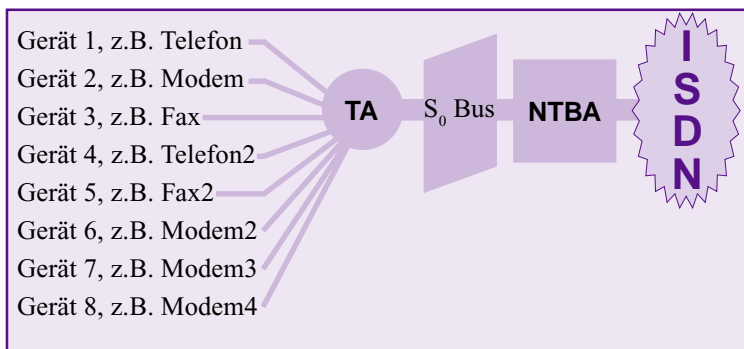 Gerät 1, z.B. Telefon
Gerät 2, z.B. Modem
Gerät 3, z.B. Fax
Gerät 4, z.B. Telefon2
Gerät 5, z.B. Fax2
Gerät 6, z.B. Modem2
Gerät 7, z.B. Modem3
Gerät 8, z.B. Modem4
TA
S₀ Bus
NTBA
ISDN